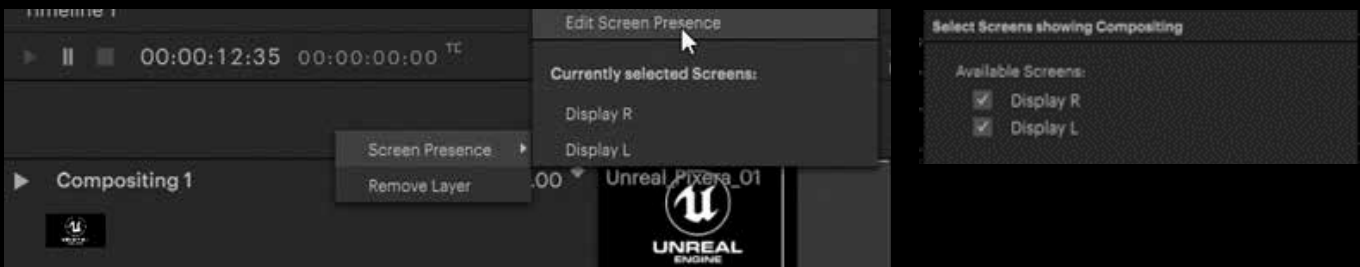 Timeline 1
00:00:12:35 00:00:00:00 TC
Edit Screen Presence
Currently selected Screens:
Display R
Display L
Screen Presence
Remove Layer
Compositing 1
.00
Unreal_Pixera_01
UNREAL
ENGINE
Select Screens showing Compositing
Available Screens:
Display R
Display L